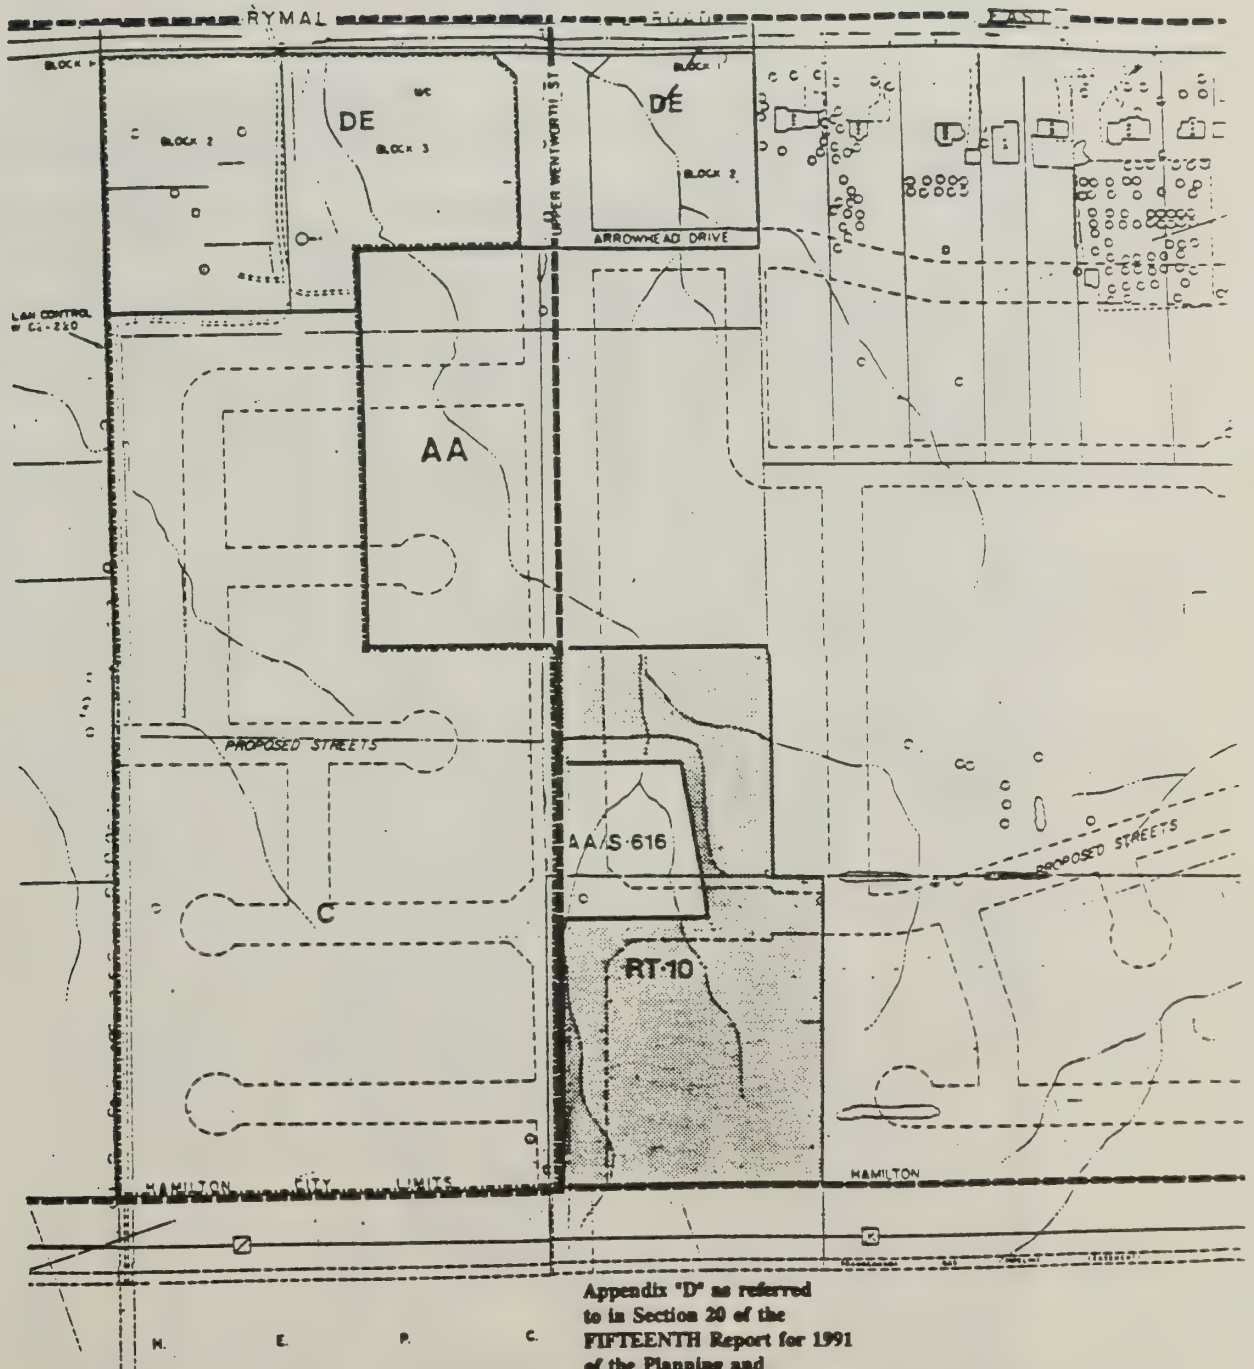 RYMAL ROAD EAST
BLOCK 1
DE
BLOCK 2
BLOCK 3
UPPER WENTWORTH ST
BLOCK 1
DE
BLOCK 2
ARROWHEAD DRIVE
CONTROL
AA
PROPOSED STREETS
AA/S-616
PROPOSED STREETS
C
RT-10
HAMILTON CITY LIMITS
HAMILTON
H. E. P. C.
Appendix "D" as referred
to in Section 20 of the
FIFTEENTH Report for 1991
of the Planning and